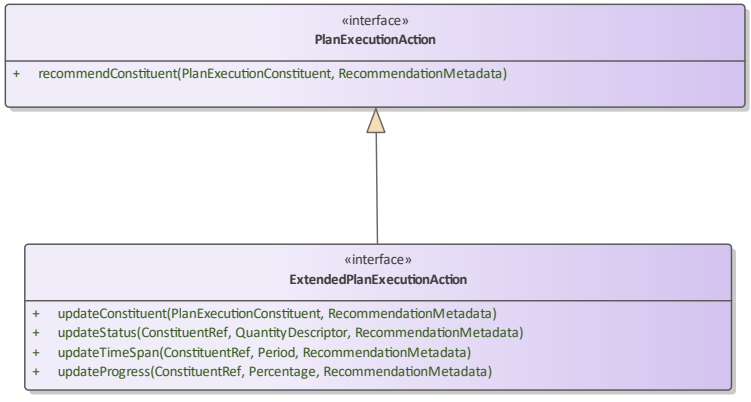 «interface»
PlanExecutionAction
+ recommendConstituent(PlanExecutionConstituent, RecommendationMetadata)
«interface»
ExtendedPlanExecutionAction
+ updateConstituent(PlanExecutionConstituent, RecommendationMetadata)
+ updateStatus(ConstituentRef, QuantityDescriptor, RecommendationMetadata)
+ updateTimeSpan(ConstituentRef, Period, RecommendationMetadata)
+ updateProgress(ConstituentRef, Percentage, RecommendationMetadata)